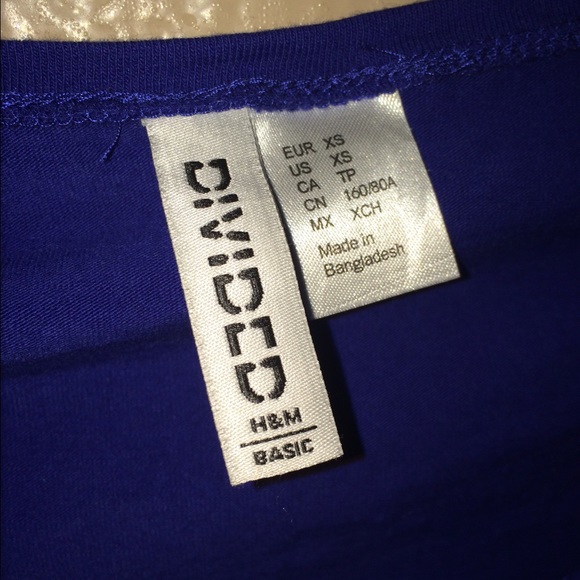 DIVIDED
H&M
BASIC
EUR XS
US XS
CA TP
CN 160/80A
MX XCH
Made in
Bangladesh